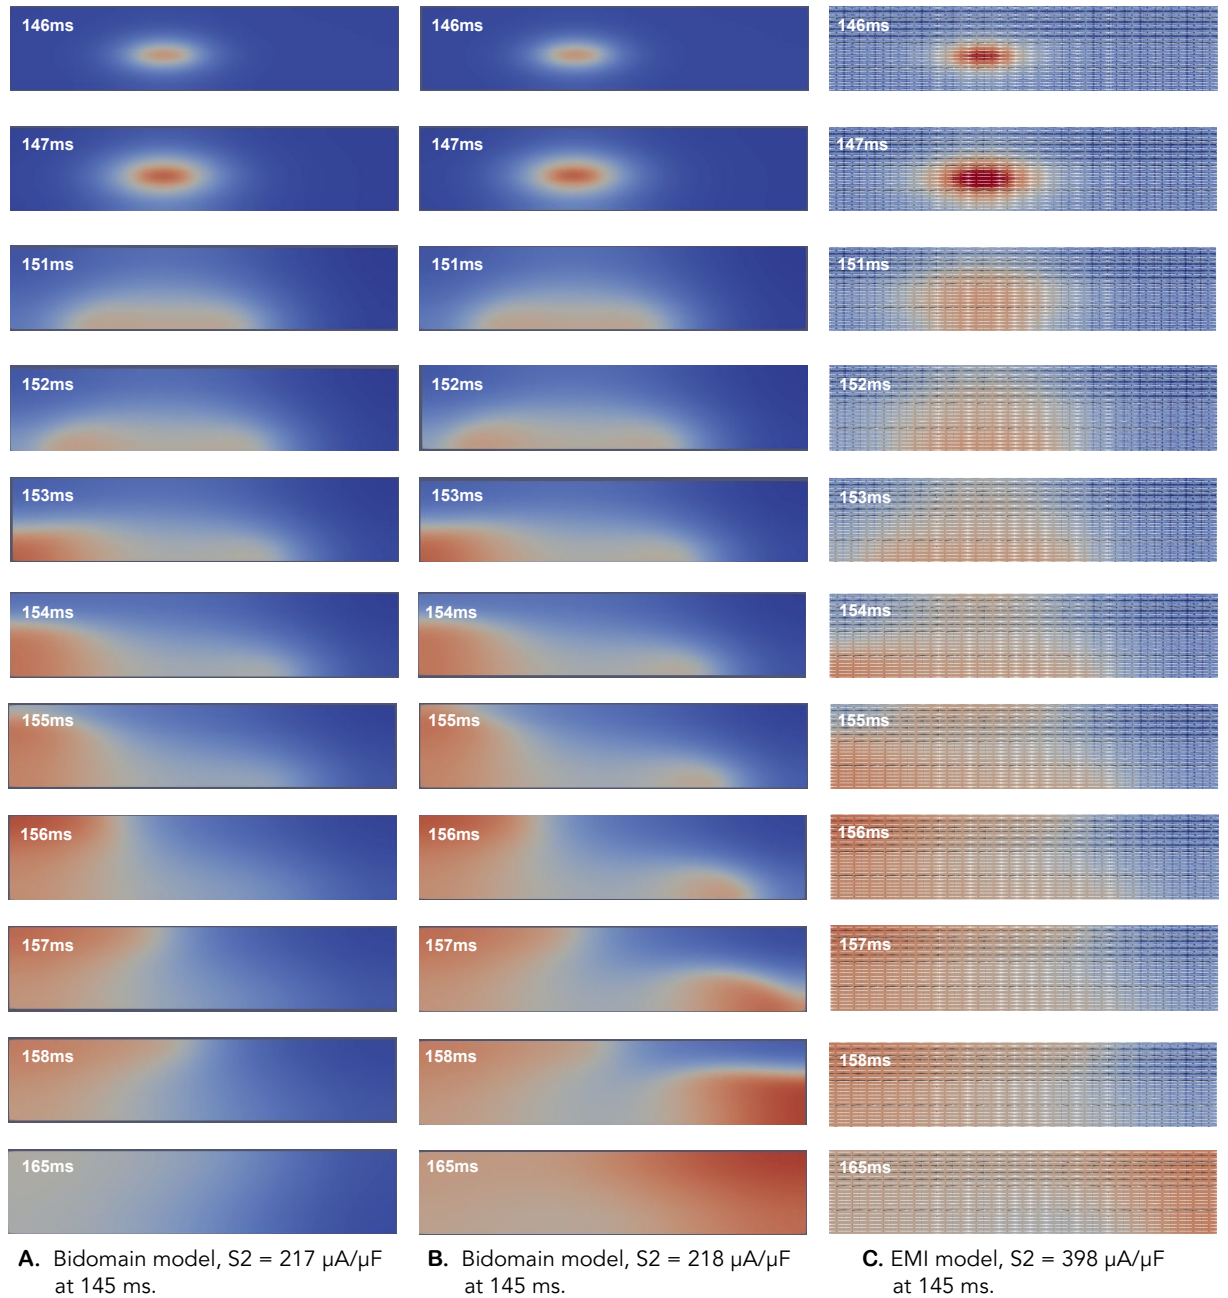 146ms 146ms 146ms
147ms 147ms 147ms
151ms 151ms 151ms
152ms 152ms 152ms
153ms 153ms 153ms
154ms 154ms 154ms
155ms 155ms 155ms
156ms 156ms 156ms
157ms 157ms 157ms
158ms 158ms 158ms
165ms 165ms 165ms
A. Bidomain model, S2 = 217 µA/µF
at 145 ms.
B. Bidomain model, S2 = 218 µA/µF
at 145 ms.
C. EMI model, S2 = 398 µA/µF
at 145 ms.